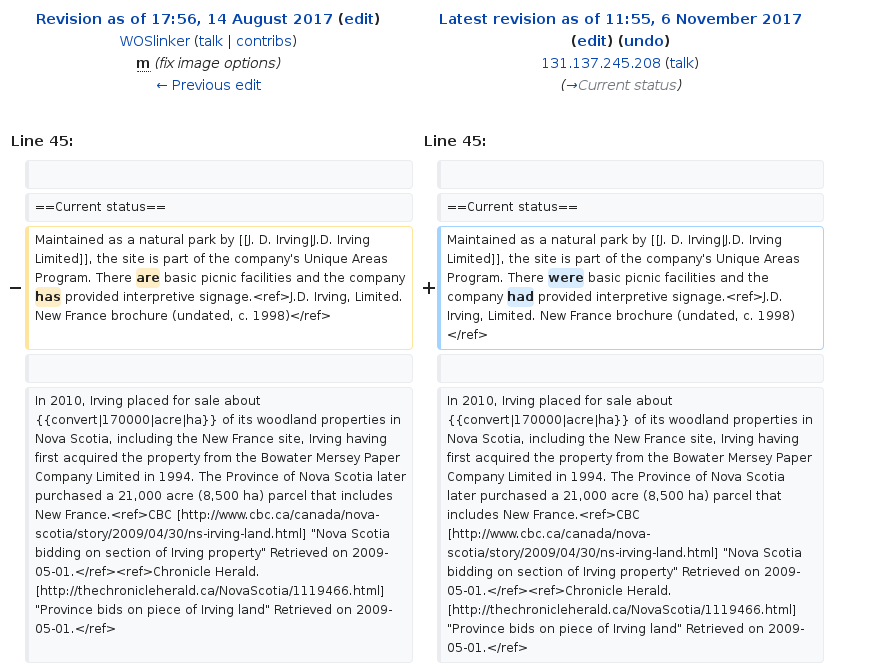 Revision as of 17:56, 14 August 2017 (edit)
WOSlinker (talk | contribs)
m (fix image options)
← Previous edit
Latest revision as of 11:55, 6 November 2017
(edit) (undo)
131.137.245.208 (talk)
(→Current status)
Line 45:
Line 45:
==Current status==
==Current status==
−
Maintained as a natural park by [[J. D. Irving|J.D. Irving
Limited]], the site is part of the company's Unique Areas
Program. There are basic picnic facilities and the company
has provided interpretive signage.<ref>J.D. Irving, Limited.
New France brochure (undated, c. 1998)</ref>
+
Maintained as a natural park by [[J. D. Irving|J.D. Irving
Limited]], the site is part of the company's Unique Areas
Program. There were basic picnic facilities and the
company had provided interpretive signage.<ref>J.D.
Irving, Limited. New France brochure (undated, c. 1998)
</ref>
In 2010, Irving placed for sale about
{{convert|170000|acre|ha}} of its woodland properties in
Nova Scotia, including the New France site, Irving having
first acquired the property from the Bowater Mersey Paper
Company Limited in 1994. The Province of Nova Scotia later
purchased a 21,000 acre (8,500 ha) parcel that includes
New France.<ref>CBC [http://www.cbc.ca/canada/nova-
scotia/story/2009/04/30/ns-irving-land.html] "Nova Scotia
bidding on section of Irving property" Retrieved on 2009-
05-01.</ref><ref>Chronicle Herald.
[http://thechronicleherald.ca/NovaScotia/1119466.html]
"Province bids on piece of Irving land" Retrieved on 2009-
05-01.</ref>
In 2010, Irving placed for sale about
{{convert|170000|acre|ha}} of its woodland properties in
Nova Scotia, including the New France site, Irving having
first acquired the property from the Bowater Mersey Paper
Company Limited in 1994. The Province of Nova Scotia
later purchased a 21,000 acre (8,500 ha) parcel that
includes New France.<ref>CBC
[http://www.cbc.ca/canada/nova-
scotia/story/2009/04/30/ns-irving-land.html] "Nova Scotia
bidding on section of Irving property" Retrieved on 2009-
05-01.</ref><ref>Chronicle Herald.
[http://thechronicleherald.ca/NovaScotia/1119466.html]
"Province bids on piece of Irving land" Retrieved on 2009-
05-01.</ref>